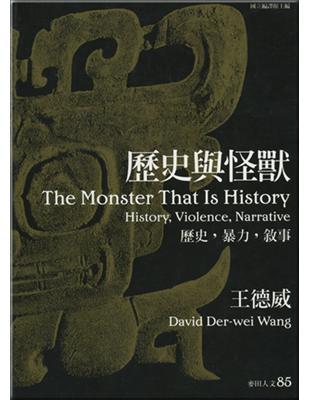 國立編譯館主編
歷史與怪獸
The Monster That Is History
History, Violence, Narrative
歷史，暴力，敘事
王德威
David Der-wei Wang
麥田人文85